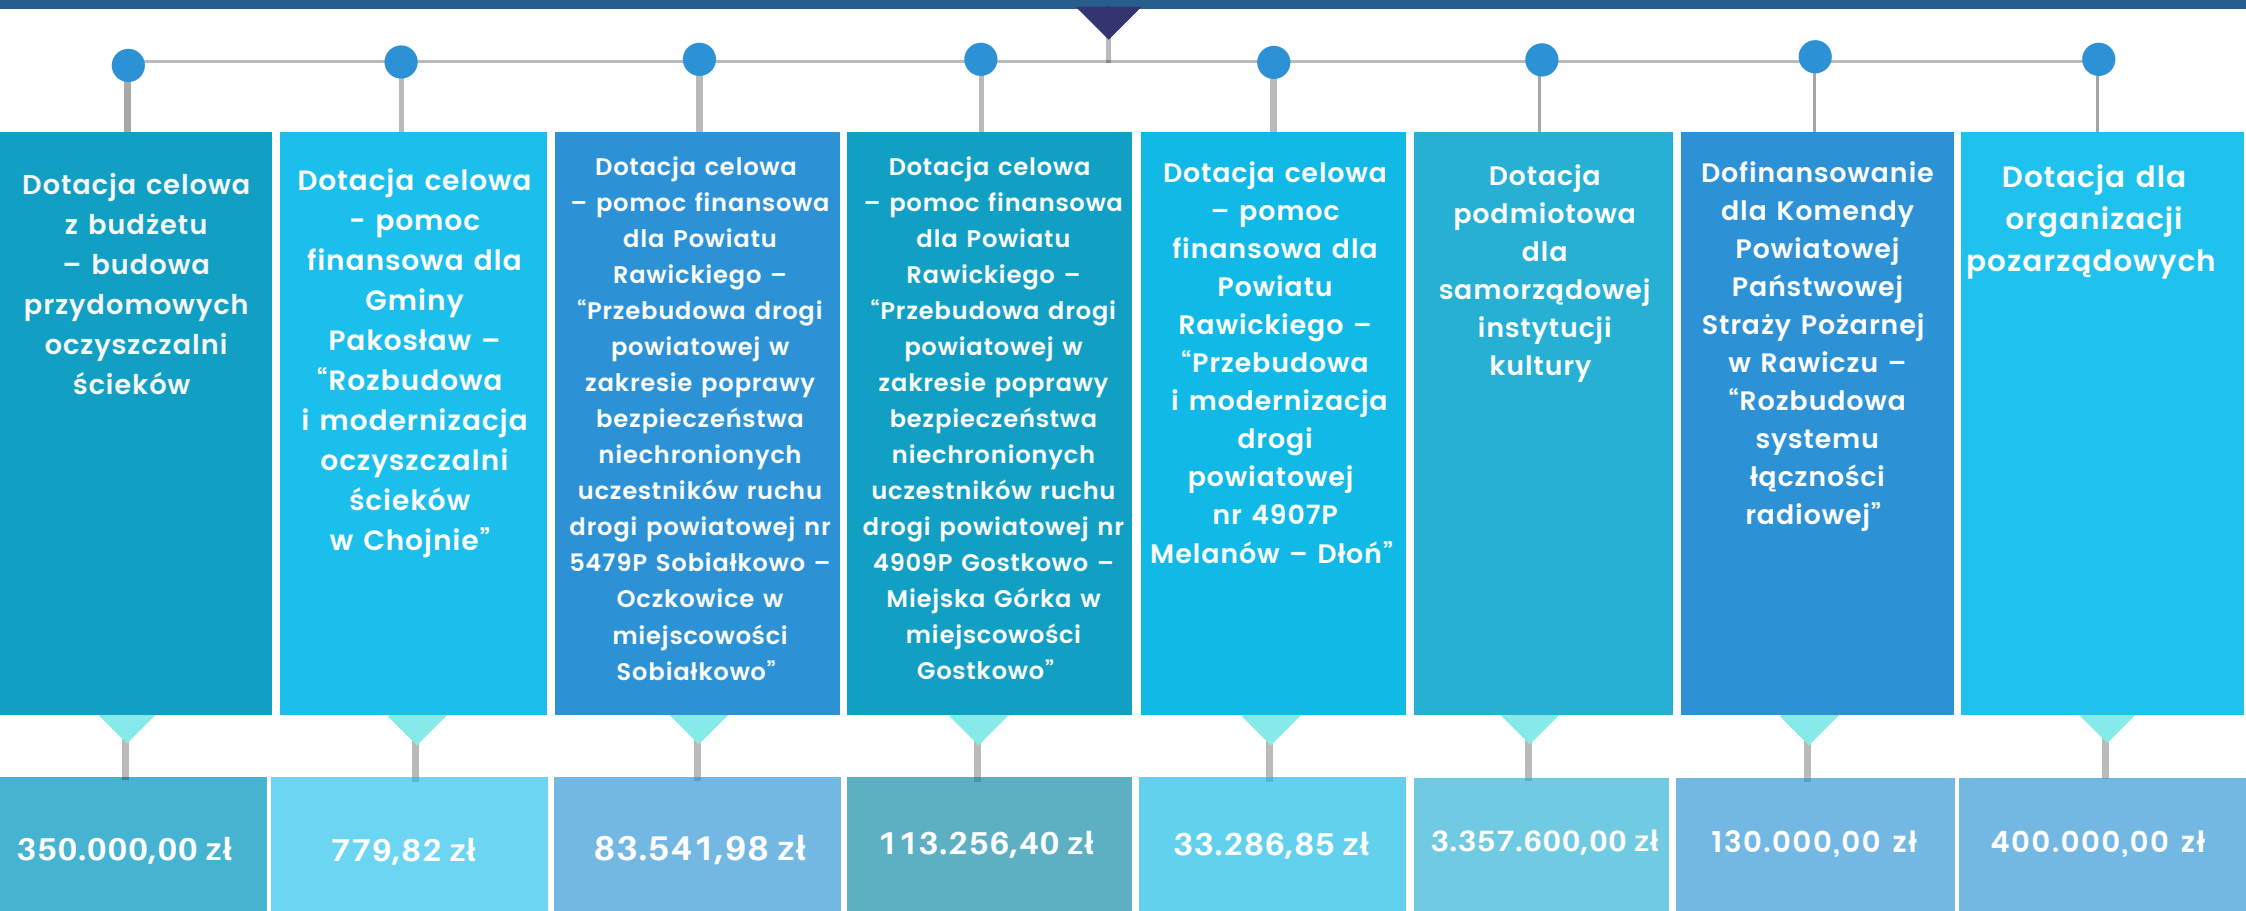 Dotacja celowa
z budżetu
– budowa
przydomowych
oczyszczalni
ścieków
350.000,00 zł
Dotacja celowa
- pomoc
finansowa dla
Gminy
Pakosław –
“Rozbudowa
i modernizacja
oczyszczalni
ścieków
w Chojnie”
779,82 zł
Dotacja celowa
– pomoc finansowa
dla Powiatu
Rawickiego –
“Przebudowa drogi
powiatowej w
zakresie poprawy
bezpieczeństwa
niechronionych
uczestników ruchu
drogi powiatowej nr
5479P Sobiałkowo –
Oczkowice w
miejscowości
Sobiałkowo”
83.541,98 zł
Dotacja celowa
– pomoc finansowa
dla Powiatu
Rawickiego –
“Przebudowa drogi
powiatowej w
zakresie poprawy
bezpieczeństwa
niechronionych
uczestników ruchu
drogi powiatowej nr
4909P Gostkowo –
Miejska Górka w
miejscowości
Gostkowo”
113.256,40 zł
Dotacja celowa
– pomoc
finansowa dla
Powiatu
Rawickiego –
“Przebudowa
i modernizacja
drogi
powiatowej
nr 4907P
Melanów – Dłoń”
33.286,85 zł
Dotacja
podmiotowa
dla
samorządowej
instytucji
kultury
3.357.600,00 zł
Dofinansowanie
dla Komendy
Powiatowej
Państwowej
Straży Pożarnej
w Rawiczu –
“Rozbudowa
systemu
łączności
radiowej”
130.000,00 zł
Dotacja dla
organizacji
pozarządowych
400.000,00 zł